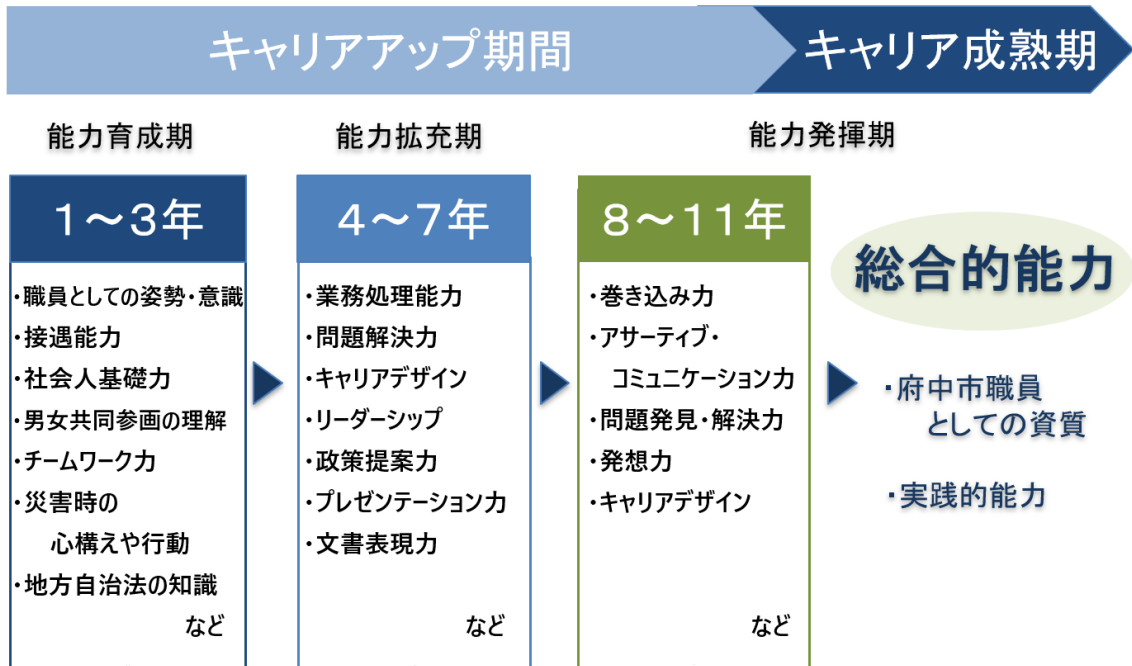 キャリアアップ期間
キャリア成熟期
能力育成期
能力拡充期
能力発揮期
1～3年
・職員としての姿勢・意識
・接遇能力
・社会人基礎力
・男女共同参画の理解
・チームワーク力
・災害時の
心構えや行動
・地方自治法の知識
など
4～7年
・業務処理能力
・問題解決力
・キャリアデザイン
・リーダーシップ
・政策提案力
・プレゼンテーション力
・文書表現力
など
8～11年
・巻き込み力
・アサーティブ・
コミュニケーション力
・問題発見・解決力
・発想力
・キャリアデザイン
など
総合的能力
・府中市職員
としての資質
・実践的能力